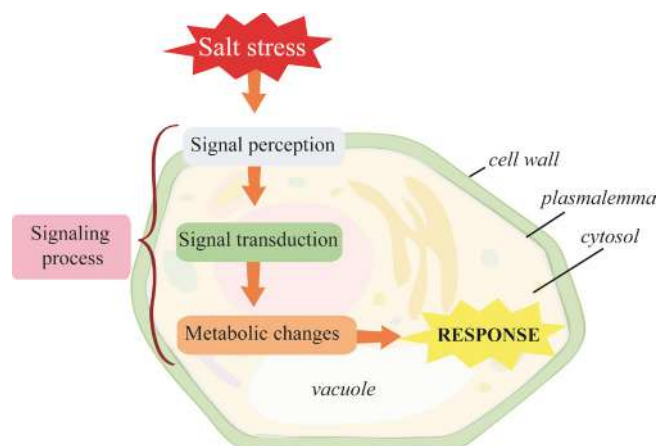 Salt stress
Signal perception
cell wall
plasmalemma
Signaling
process
Signal transduction
cytosol
Metabolic changes
RESPONSE
vacuole